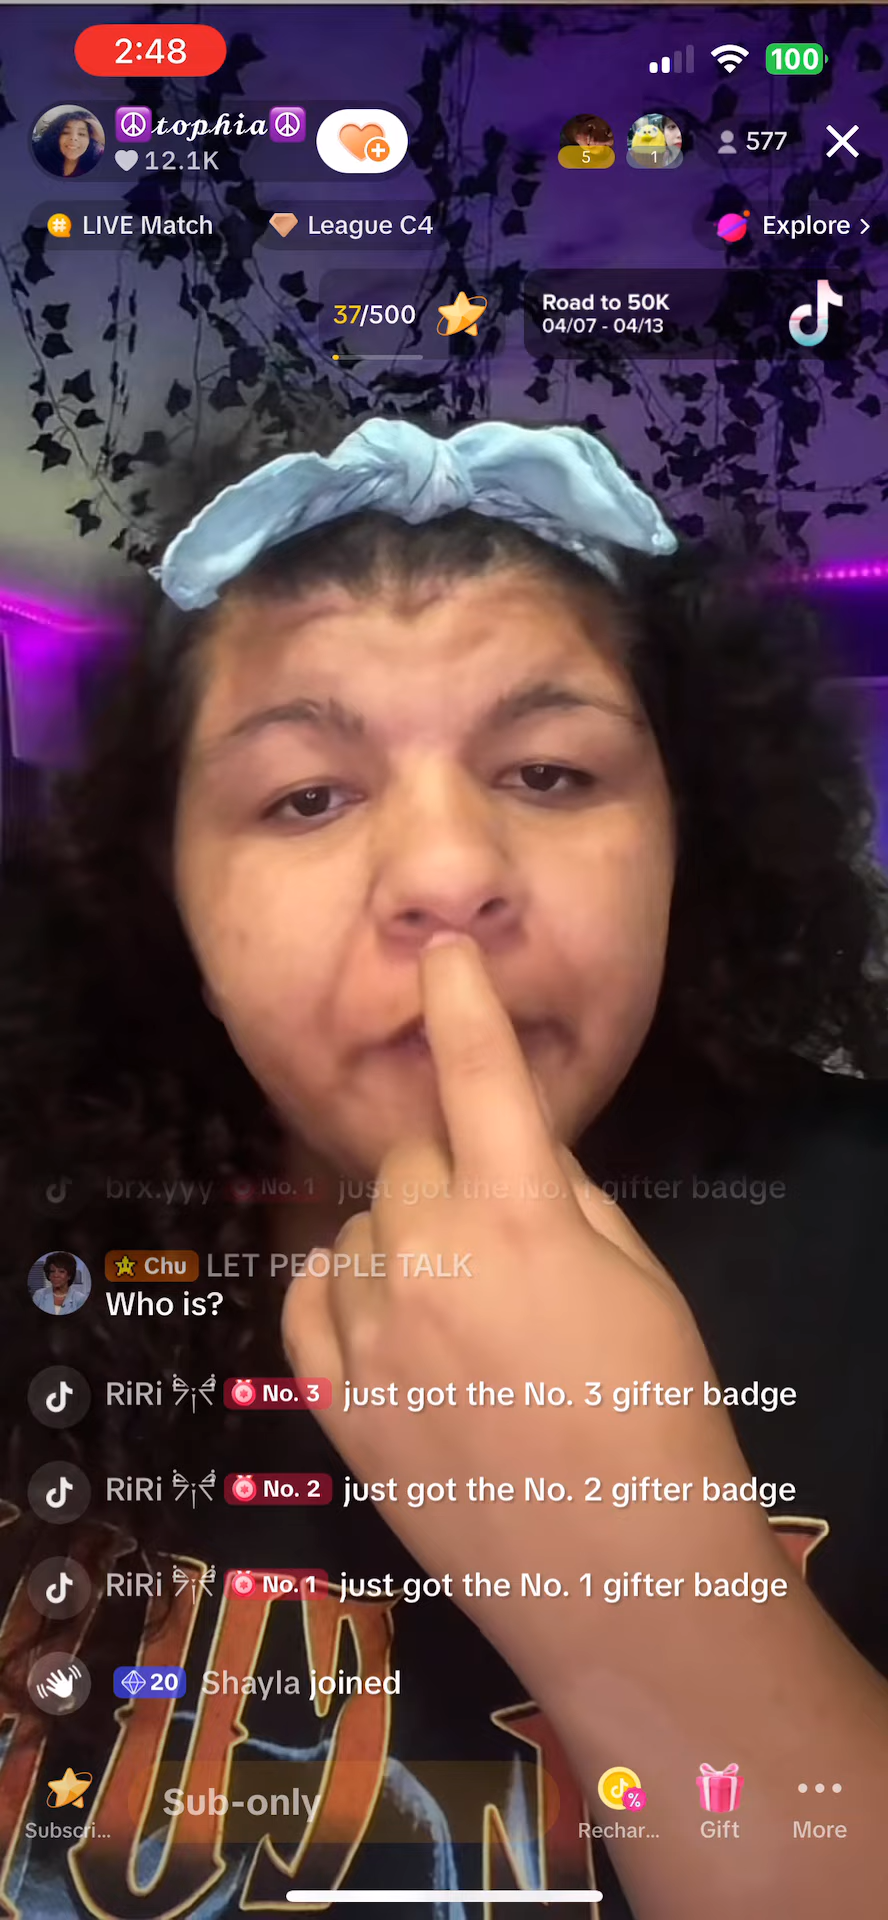 2:48
100
☮️𝓽𝓸𝓹𝓱𝓲𝓪☮️
12.1K
5
1
577
LIVE Match
League C4
Explore >
37/500
Road to 50K
04/07 - 04/13
brx.yyy No. 1 just got the No. 1 gifter badge
Chu LET PEOPLE TALK
Who is?
RiRi No. 3 just got the No. 3 gifter badge
RiRi No. 2 just got the No. 2 gifter badge
RiRi No. 1 just got the No. 1 gifter badge
20 Shayla joined
Sub-only
Subscri...
Rechar...
Gift
More